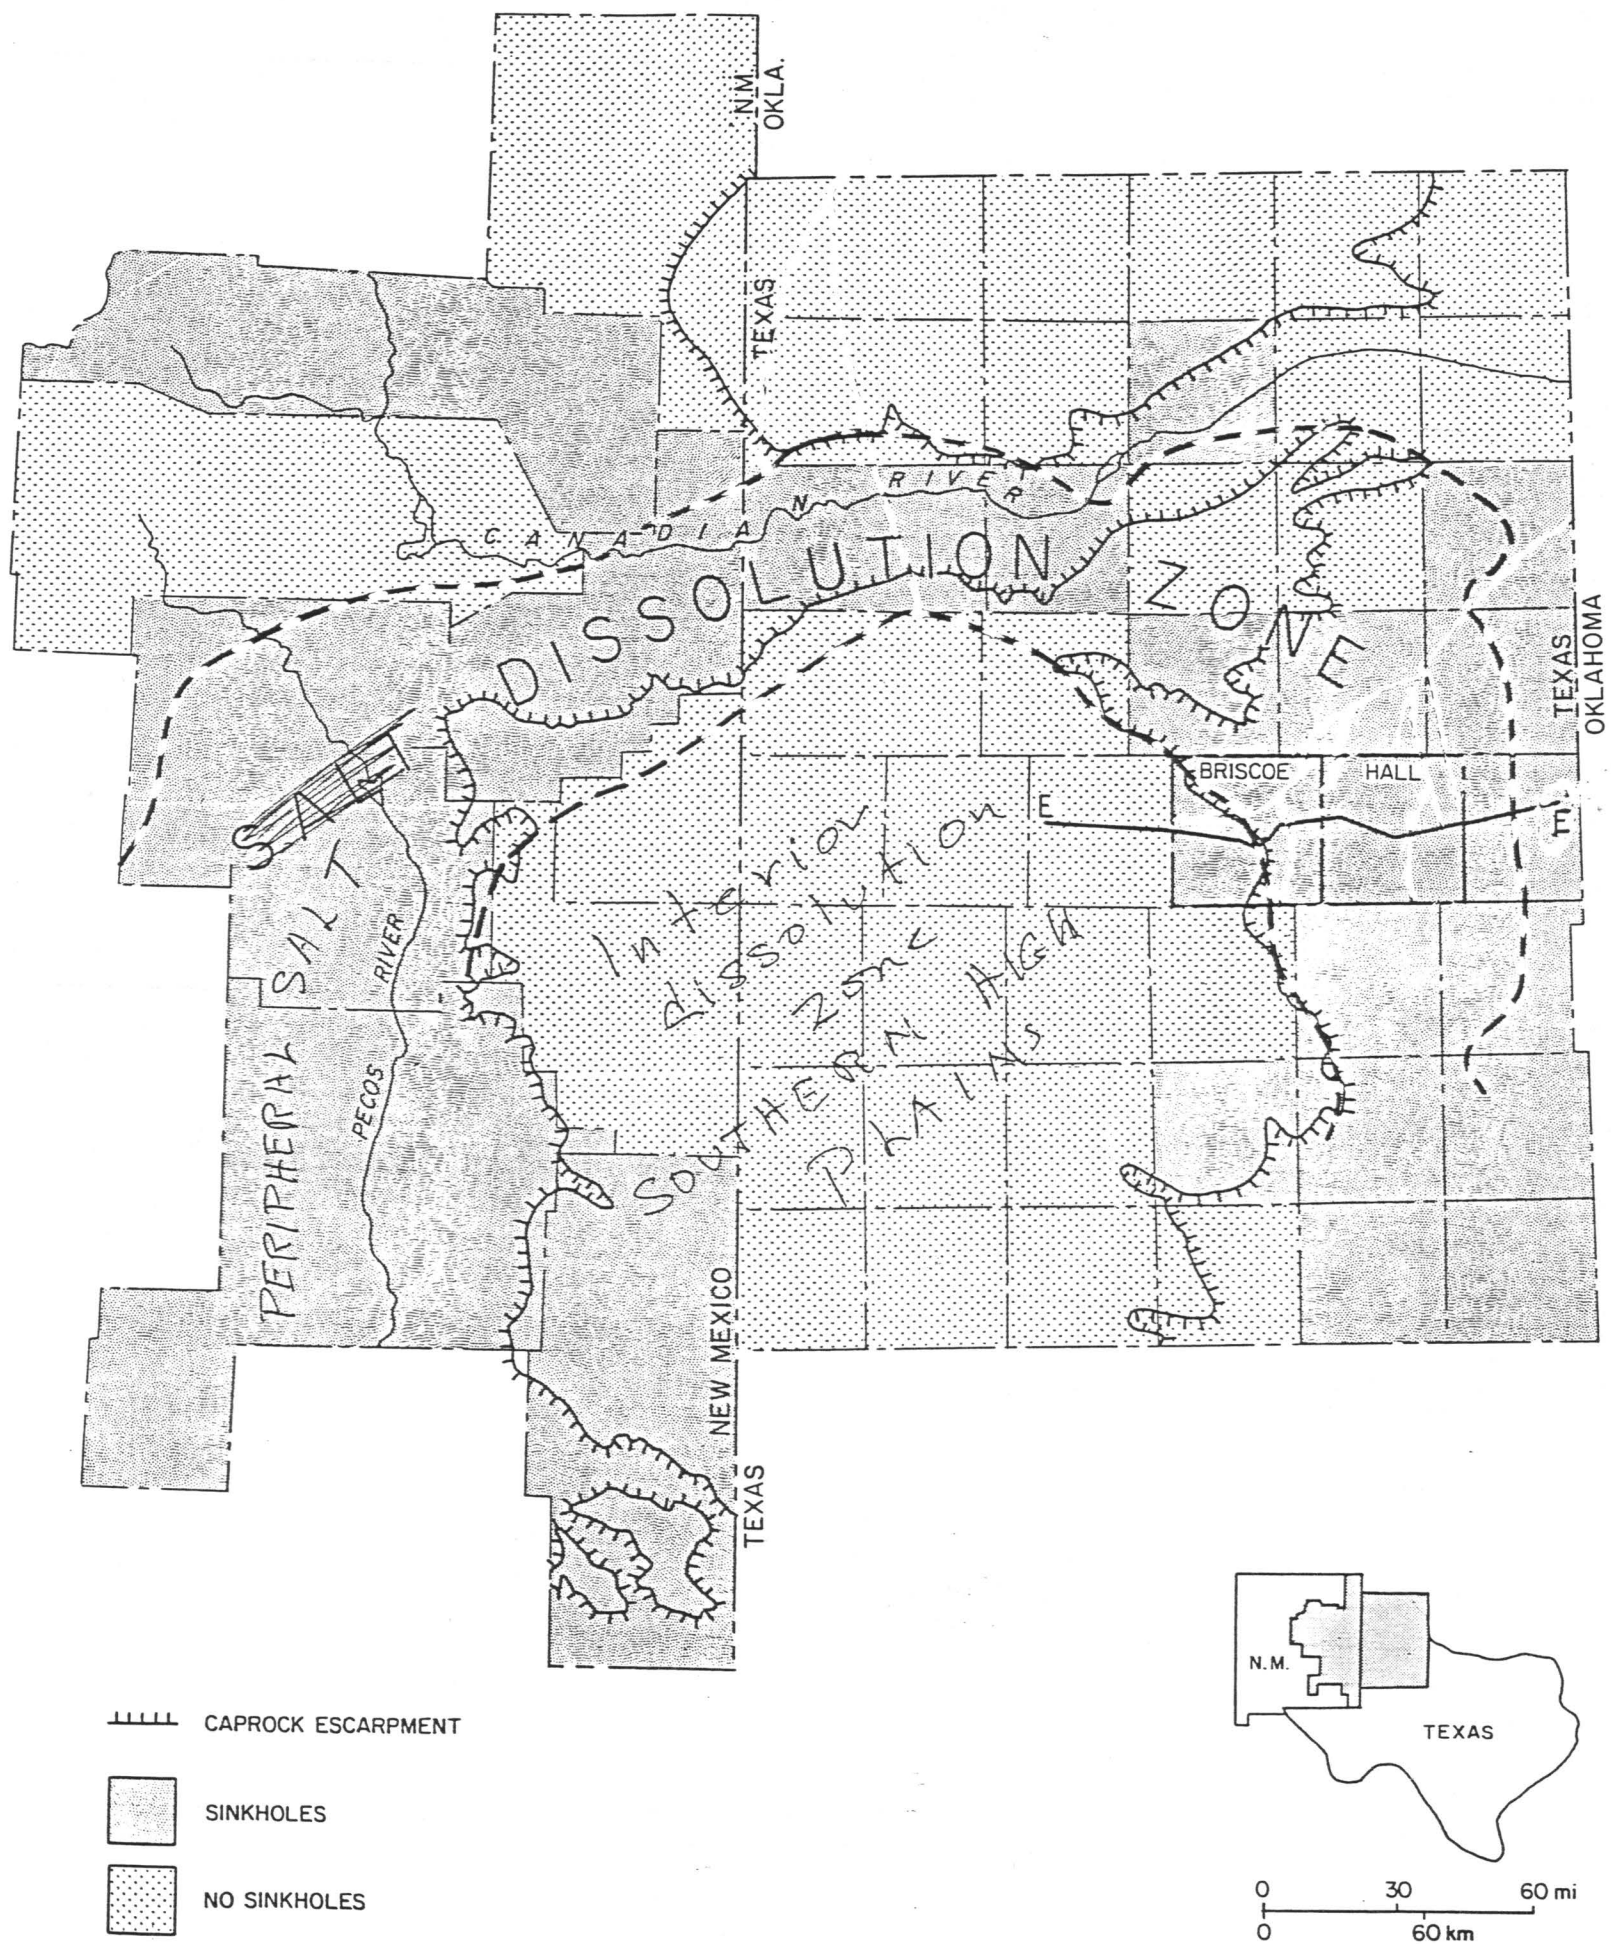 N.M.
OKLA.
TEXAS
CANADIAN RIVER
DISSOLUTION ZONE
TEXAS
OKLAHOMA
BRISCOE
HALL
E
E'
Interior
dissolution
zone
SOUTHERN HIGH
PLAINS
PERIPHERAL SALT
RIVER
PECOS
NEW MEXICO
TEXAS
CAPROCK ESCARPMENT
SINKHOLES
NO SINKHOLES
N.M.
TEXAS
0 30 60 mi
0 60 km